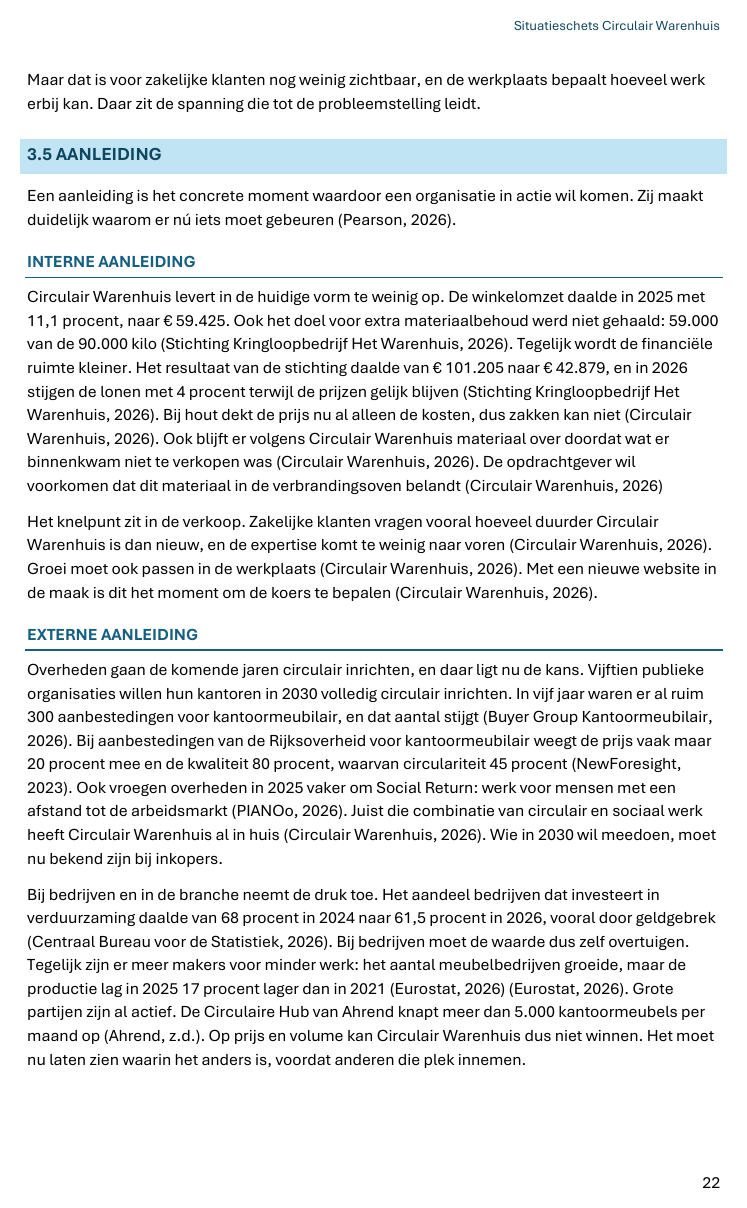 Situatieschets Circulair Warenhuis
Maar dat is voor zakelijke klanten nog weinig zichtbaar, en de werkplaats bepaalt hoeveel werk
erbij kan. Daar zit de spanning die tot de probleemstelling leidt.
3.5 AANLEIDING
Een aanleiding is het concrete moment waardoor een organisatie in actie wil komen. Zij maakt
duidelijk waarom er nú iets moet gebeuren (Pearson, 2026).
INTERNE AANLEIDING
Circulair Warenhuis levert in de huidige vorm te weinig op. De winkelomzet daalde in 2025 met
11,1 procent, naar € 59.425. Ook het doel voor extra materiaalbehoud werd niet gehaald: 59.000
van de 90.000 kilo (Stichting Kringloopbedrijf Het Warenhuis, 2026). Tegelijk wordt de financiële
ruimte kleiner. Het resultaat van de stichting daalde van € 101.205 naar € 42.879, en in 2026
stijgen de lonen met 4 procent terwijl de prijzen gelijk blijven (Stichting Kringloopbedrijf Het
Warenhuis, 2026). Bij hout dekt de prijs nu al alleen de kosten, dus zakken kan niet (Circulair
Warenhuis, 2026). Ook blijft er volgens Circulair Warenhuis materiaal over doordat wat er
binnenkwam niet te verkopen was (Circulair Warenhuis, 2026). De opdrachtgever wil
voorkomen dat dit materiaal in de verbrandingsoven belandt (Circulair Warenhuis, 2026)
Het knelpunt zit in de verkoop. Zakelijke klanten vragen vooral hoeveel duurder Circulair
Warenhuis is dan nieuw, en de expertise komt te weinig naar voren (Circulair Warenhuis, 2026).
Groei moet ook passen in de werkplaats (Circulair Warenhuis, 2026). Met een nieuwe website in
de maak is dit het moment om de koers te bepalen (Circulair Warenhuis, 2026).
EXTERNE AANLEIDING
Overheden gaan de komende jaren circulair inrichten, en daar ligt nu de kans. Vijftien publieke
organisaties willen hun kantoren in 2030 volledig circulair inrichten. In vijf jaar waren er al ruim
300 aanbestedingen voor kantoormeubilair, en dat aantal stijgt (Buyer Group Kantoormeubilair,
2026). Bij aanbestedingen van de Rijksoverheid voor kantoormeubilair weegt de prijs vaak maar
20 procent mee en de kwaliteit 80 procent, waarvan circulariteit 45 procent (NewForesight,
2023). Ook vroegen overheden in 2025 vaker om Social Return: werk voor mensen met een
afstand tot de arbeidsmarkt (PIANOo, 2026). Juist die combinatie van circulair en sociaal werk
heeft Circulair Warenhuis al in huis (Circulair Warenhuis, 2026). Wie in 2030 wil meedoen, moet
nu bekend zijn bij inkopers.
Bij bedrijven en in de branche neemt de druk toe. Het aandeel bedrijven dat investeert in
verduurzaming daalde van 68 procent in 2024 naar 61,5 procent in 2026, vooral door geldgebrek
(Centraal Bureau voor de Statistiek, 2026). Bij bedrijven moet de waarde dus zelf overtuigen.
Tegelijk zijn er meer makers voor minder werk: het aantal meubelbedrijven groeide, maar de
productie lag in 2025 17 procent lager dan in 2021 (Eurostat, 2026) (Eurostat, 2026). Grote
partijen zijn al actief. De Circulaire Hub van Ahrend knapt meer dan 5.000 kantoormeubels per
maand op (Ahrend, z.d.). Op prijs en volume kan Circulair Warenhuis dus niet winnen. Het moet
nu laten zien waarin het anders is, voordat anderen die plek innemen.
22